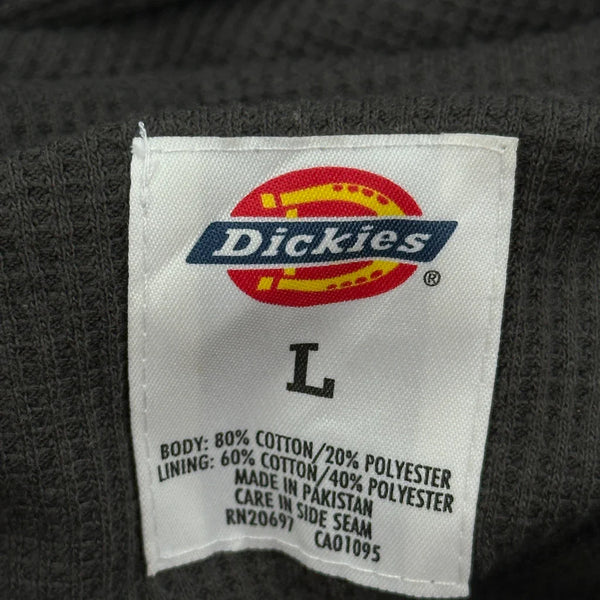 Dickies
®
L
BODY: 80% COTTON/20% POLYESTER
LINING: 60% COTTON/40% POLYESTER
MADE IN PAKISTAN
CARE IN SIDE SEAM
RN20697 CA01095